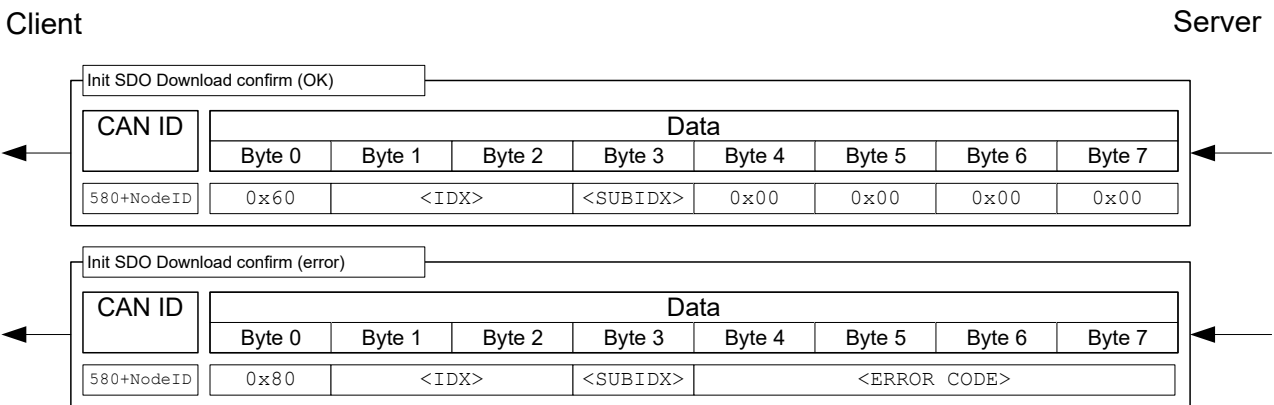 Client Server
Init SDO Download confirm (OK)
CAN ID Data
Byte 0 Byte 1 Byte 2 Byte 3 Byte 4 Byte 5 Byte 6 Byte 7
580+NodeID 0x60 <IDX> <SUBIDX> 0x00 0x00 0x00 0x00
Init SDO Download confirm (error)
CAN ID Data
Byte 0 Byte 1 Byte 2 Byte 3 Byte 4 Byte 5 Byte 6 Byte 7
580+NodeID 0x80 <IDX> <SUBIDX> <ERROR CODE>